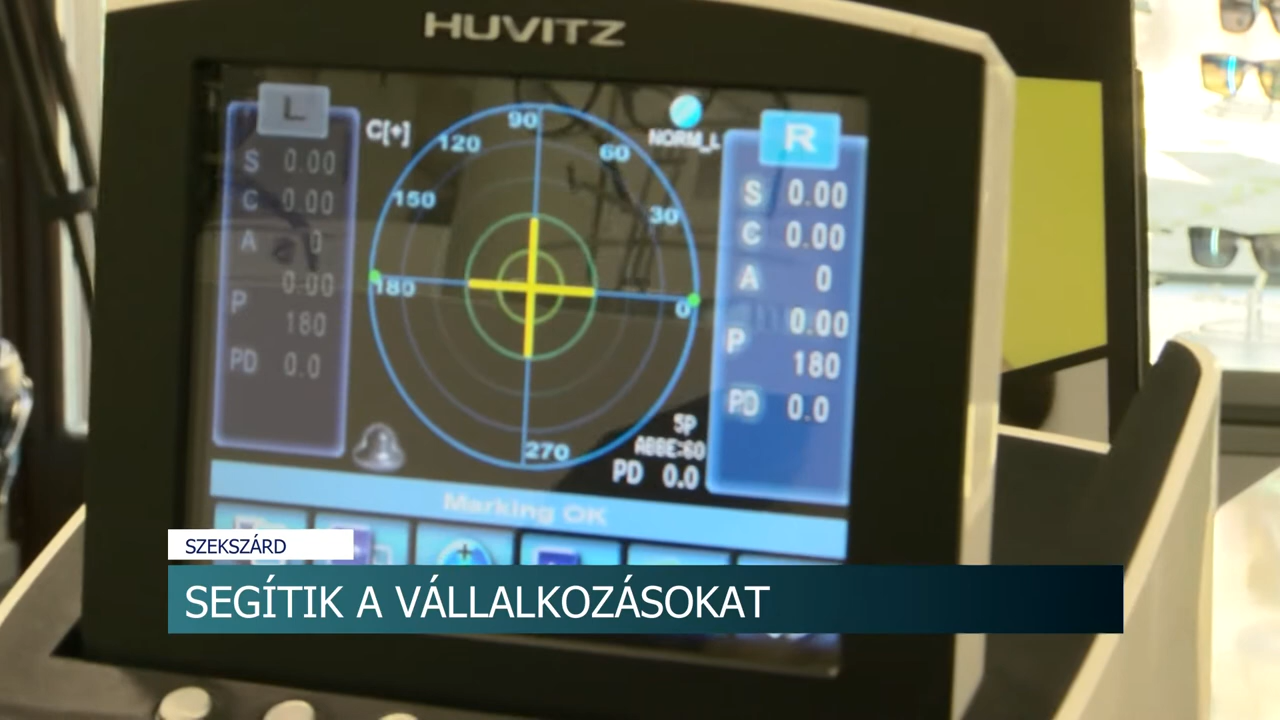 HUVITZ
L
S 0.00
C 0.00
A 0
P 0.00
180
PD 0.0
C[+]
NORM_L
90
120
60
150
30
180
0
270
5P
ABBE:60
PD 0.0
R
S 0.00
C 0.00
A 0
P 0.00
180
PD 0.0
Marking OK
SZEKSZÁRD
SEGÍTIK A VÁLLALKOZÁSOKAT